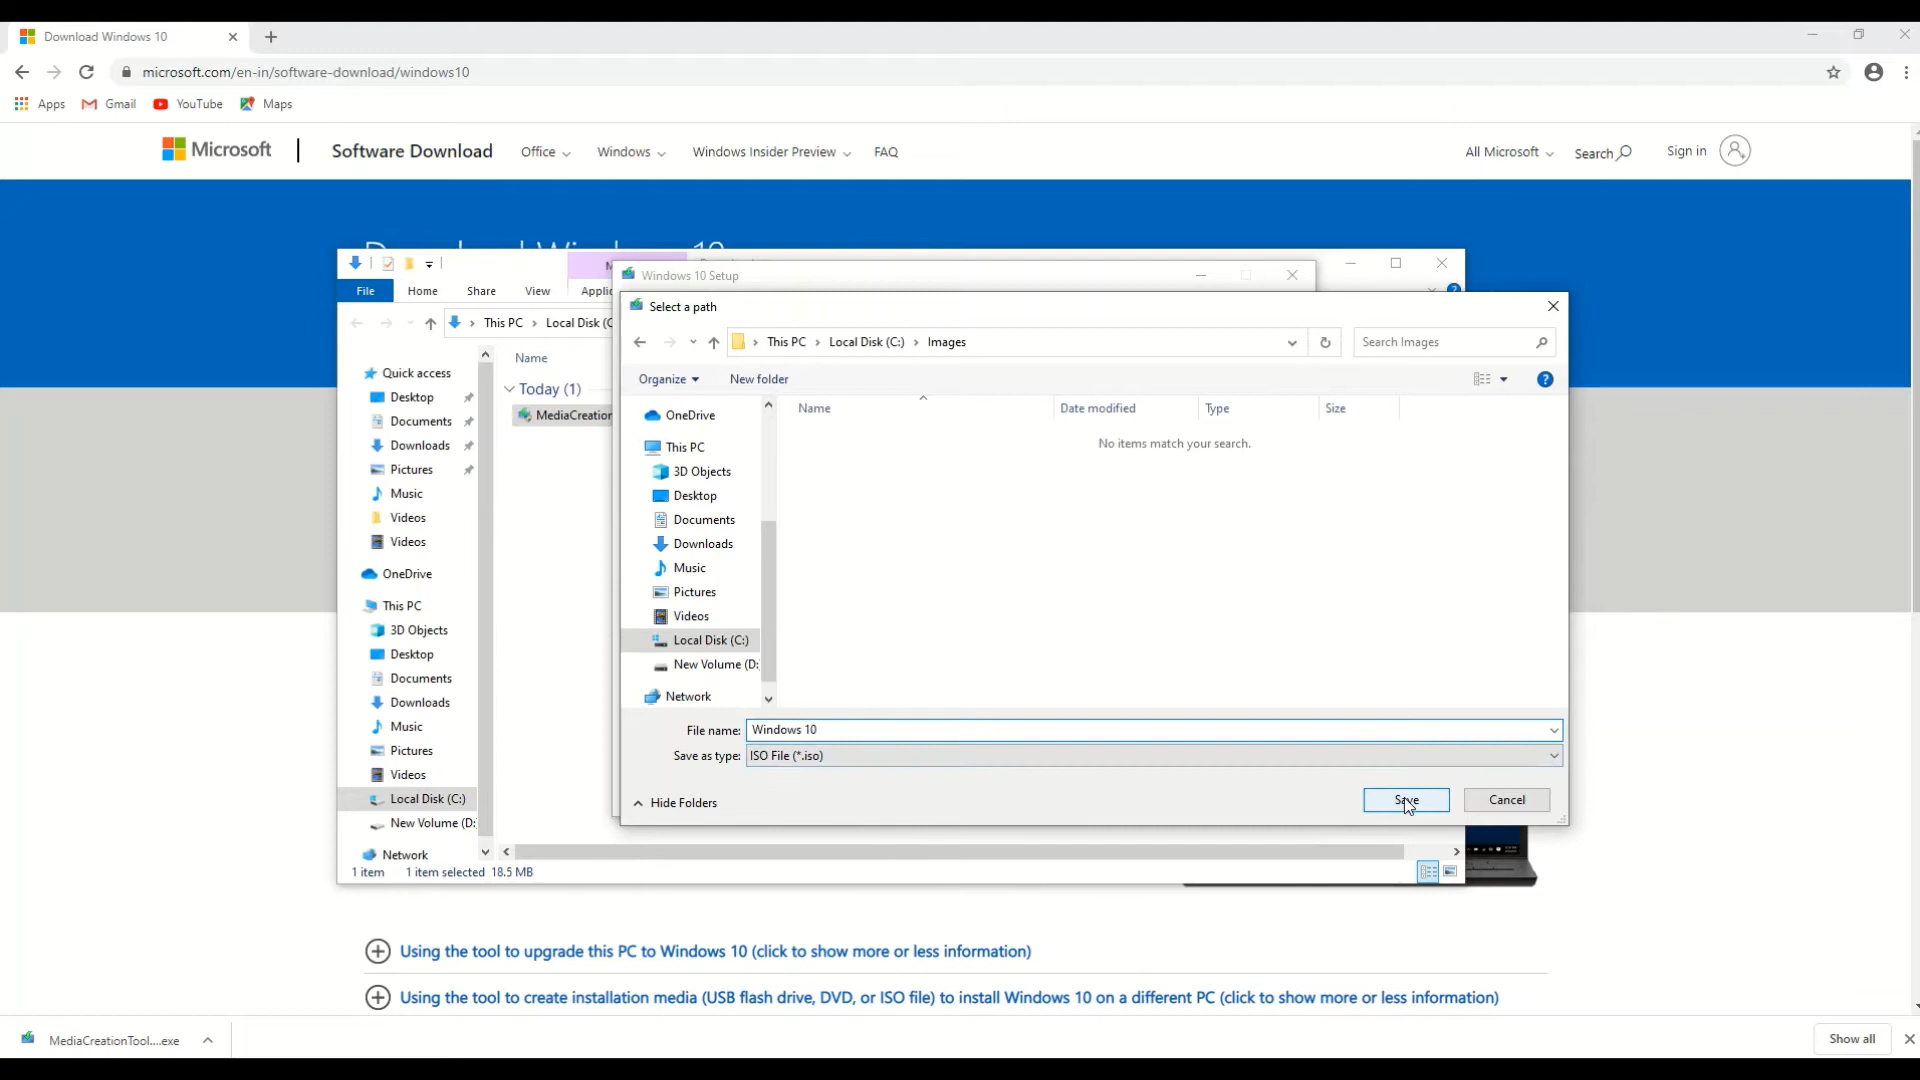 Download Windows 10
microsoft.com/en-in/software-download/windows10
Apps Gmail YouTube Maps
Microsoft Software Download Office Windows Windows Insider Preview FAQ All Microsoft Search Sign in
Download Windows 10
File Home Share View
This PC Local Disk
Name
Today (1)
MediaCreation
Quick access
Desktop
Documents
Downloads
Pictures
Music
Videos
Videos
OneDrive
This PC
3D Objects
Desktop
Documents
Downloads
Music
Pictures
Videos
Local Disk (C:)
New Volume (D:
Network
1 item 1 item selected 18.5 MB
Windows 10 Setup
Select a path
This PC Local Disk (C:) Images Search Images
Organize New folder
Name Date modified Type Size
No items match your search.
OneDrive
This PC
3D Objects
Desktop
Documents
Downloads
Music
Pictures
Videos
Local Disk (C:)
New Volume (D:
Network
File name: Windows 10
Save as type: ISO File (*.iso)
Hide Folders Save Cancel
Using the tool to upgrade this PC to Windows 10 (click to show more or less information)
Using the tool to create installation media (USB flash drive, DVD, or ISO file) to install Windows 10 on a different PC (click to show more or less information)
MediaCreationTool....exe Show all